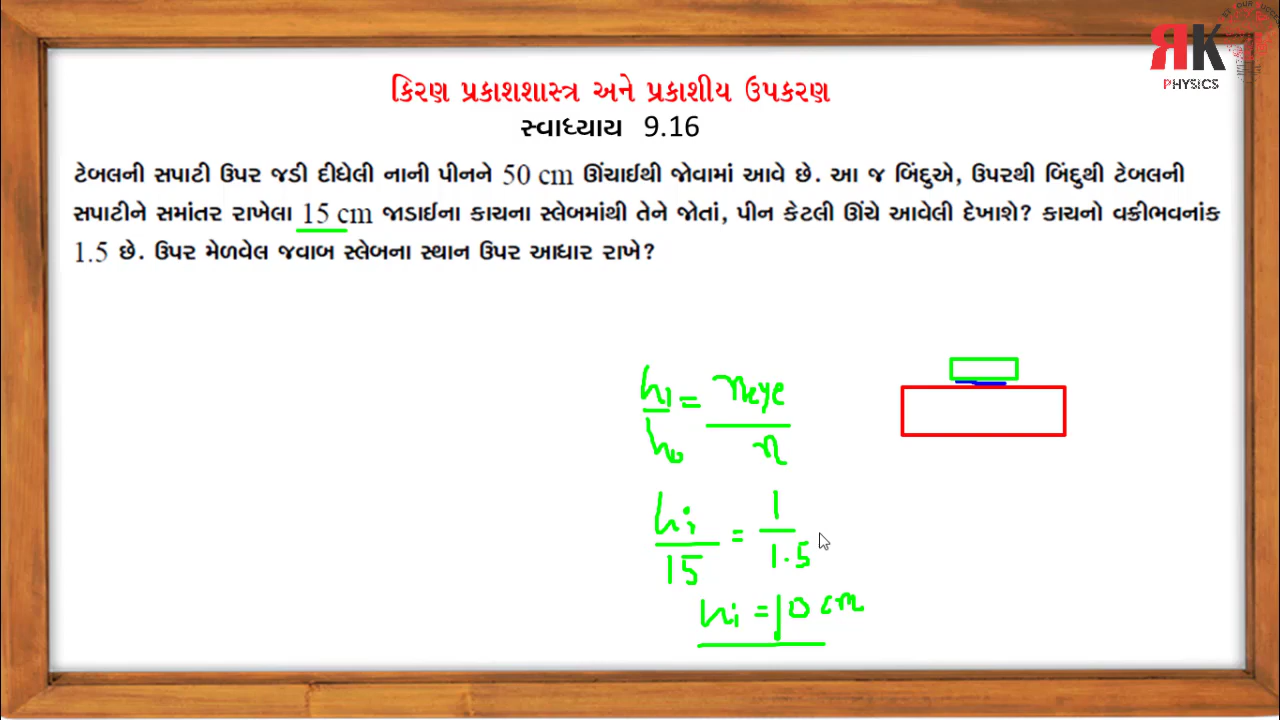 ЯK
PHYSICS
કિરણ પ્રકાશશાસ્ત્ર અને પ્રકાશીય ઉપકરણ
સ્વાધ્યાય 9.16
ટેબલની સપાટી ઉપર જડી દીધેલી નાની પીનને 50 cm ઊંચાઈથી જોવામાં આવે છે. આ જ બિંદુએ, ઉપરથી બિંદુથી ટેબલની
સપાટીને સમાંતર રાખેલા 15 cm જાડાઈના કાચના સ્લેબમાંથી તેને જોતાં, પીન કેટલી ઊંચે આવેલી દેખાશે? કાચનો વક્રીભવનાંક
1.5 છે. ઉપર મેળવેલ જવાબ સ્લેબના સ્થાન ઉપર આધાર રાખે?
hi/ho = neye/n
hi/15 = 1/1.5
hi = 10 cm